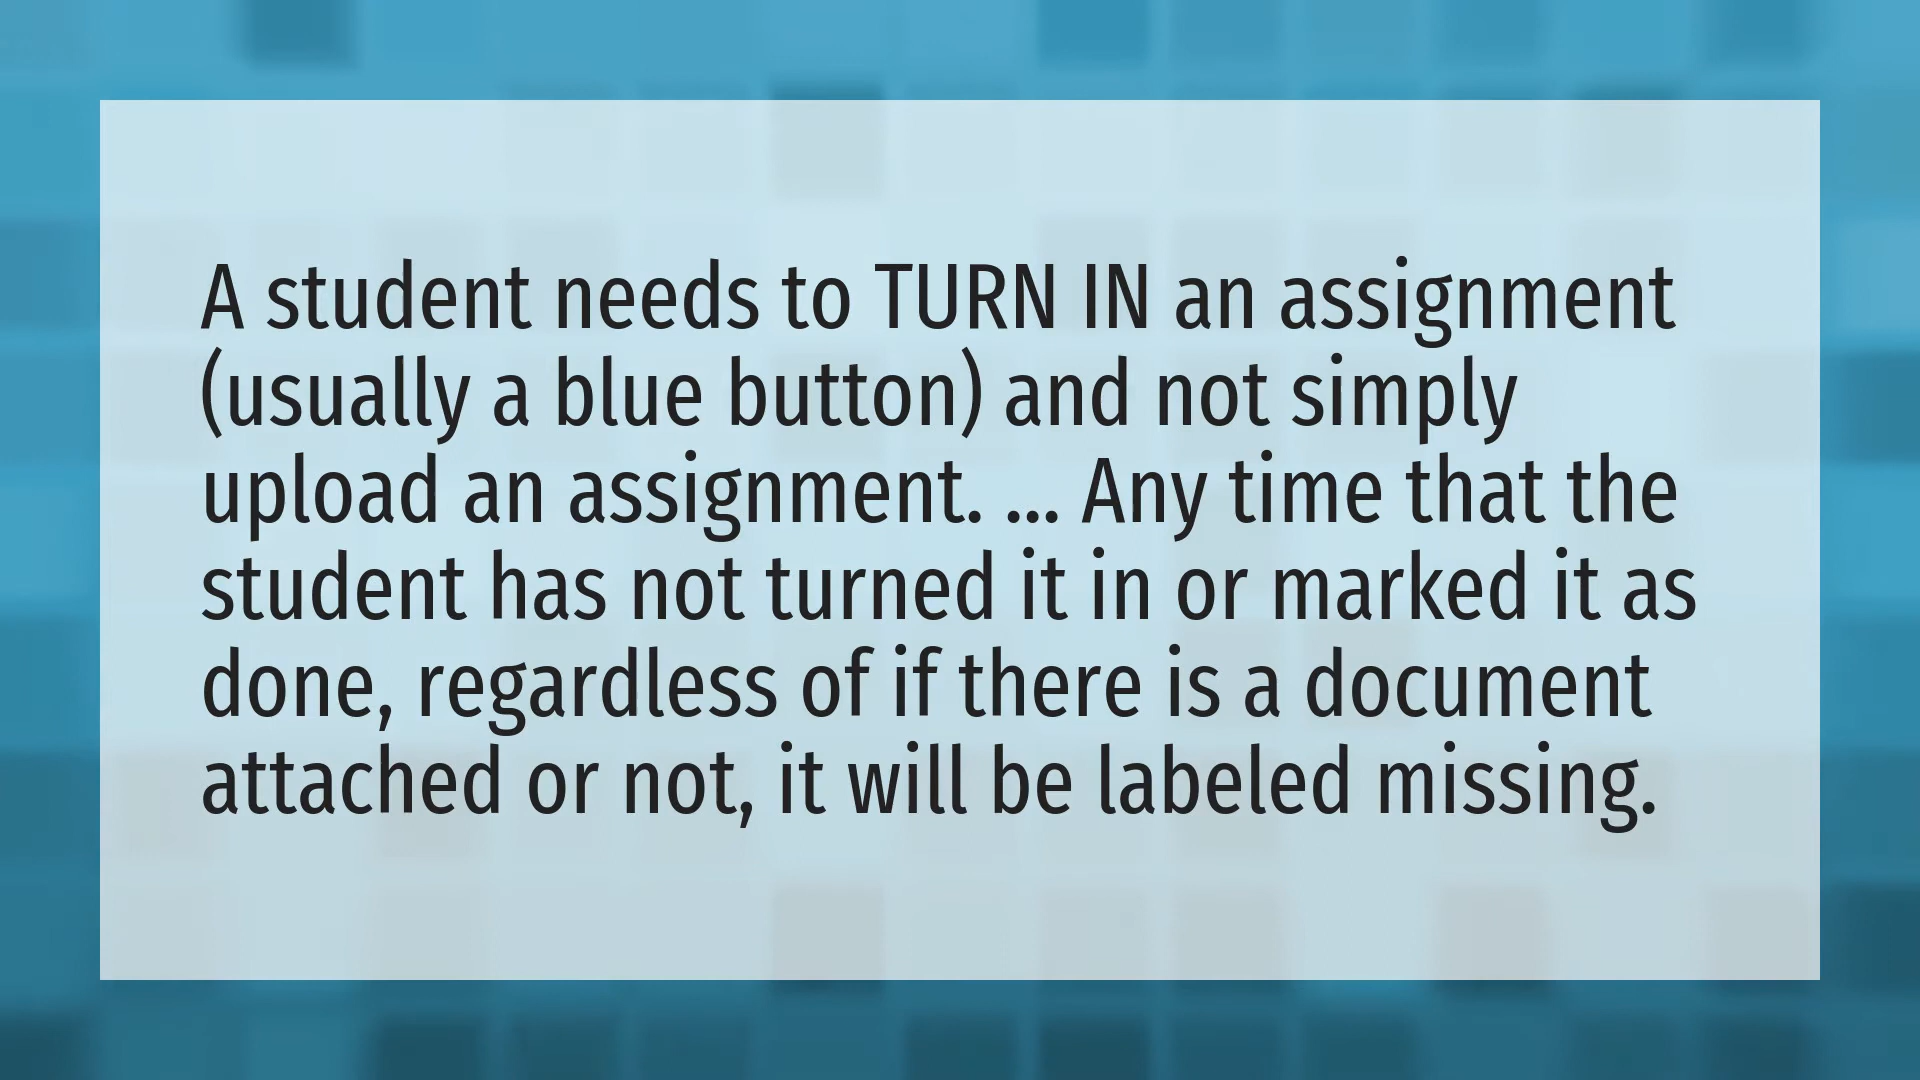 A student needs to TURN IN an assignment
(usually a blue button) and not simply
upload an assignment. ... Any time that the
student has not turned it in or marked it as
done, regardless of if there is a document
attached or not, it will be labeled missing.